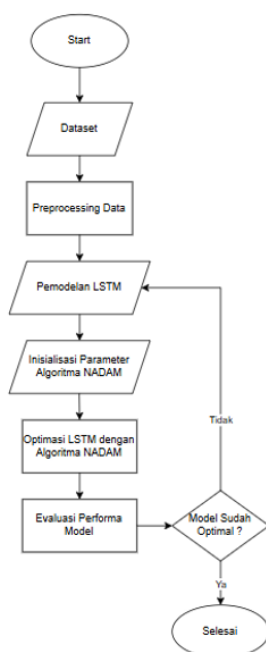 Start
Dataset
Preprocessing Data
Pemodelan LSTM
Inisialisasi Parameter
Algoritma NADAM
Tidak
Optimasi LSTM dengan
Algoritma NADAM
Evaluasi Performa
Model
Model Sudah
Optimal ?
Ya
Selesai